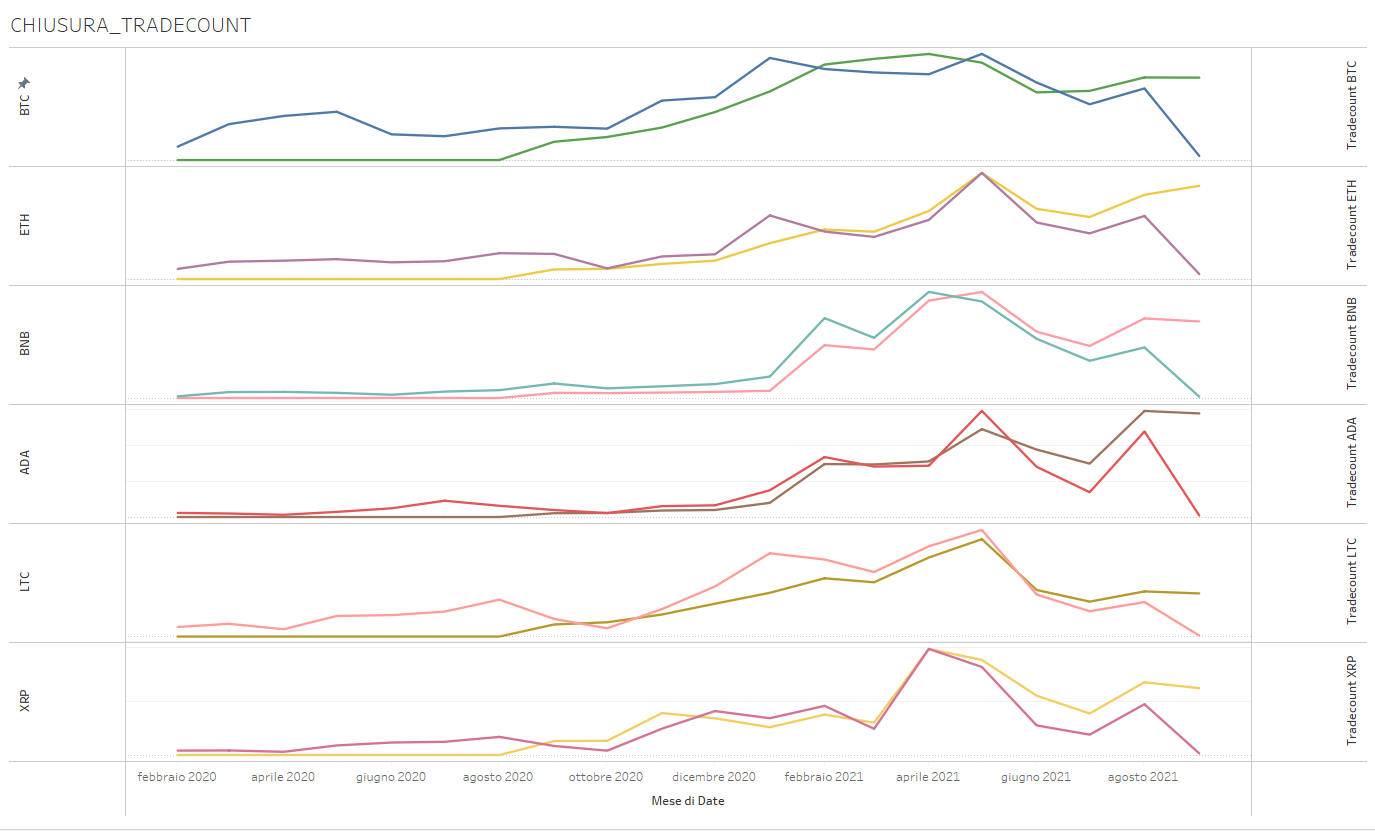 CHIUSURA_TRADECOUNT
BTC
Tradecount BTC
ETH
Tradecount ETH
BNB
Tradecount BNB
ADA
Tradecount ADA
LTC
Tradecount LTC
XRP
Tradecount XRP
febbraio 2020 aprile 2020 giugno 2020 agosto 2020 ottobre 2020 dicembre 2020 febbraio 2021 aprile 2021 giugno 2021 agosto 2021
Mese di Date